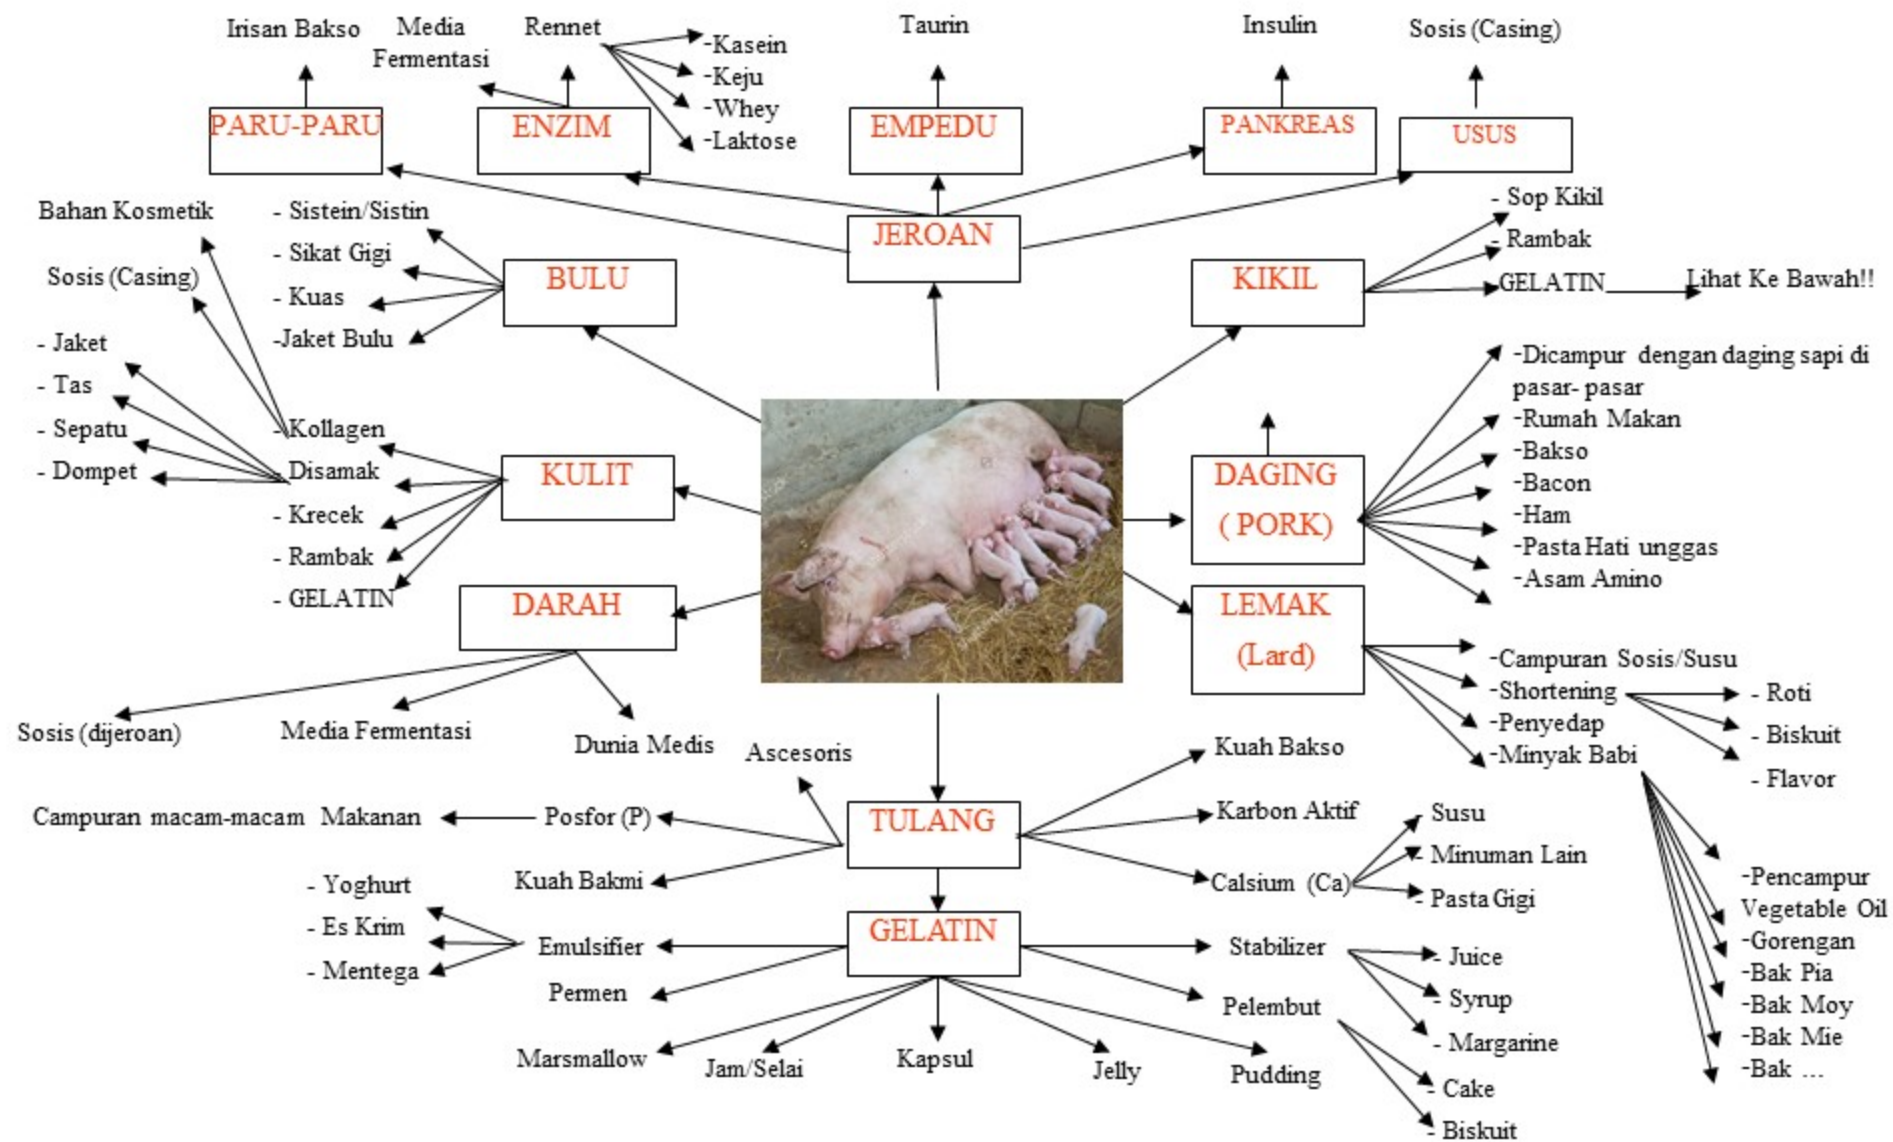 Irisan Bakso
Media
Fermentasi
Rennet
-Kasein
-Keju
-Whey
-Laktose
Taurin
Insulin
Sosis (Casing)
PARU-PARU
ENZIM
EMPEDU
PANKREAS
USUS
JEROAN
Bahan Kosmetik
Sosis (Casing)
- Sistein/Sistin
- Sikat Gigi
- Kuas
-Jaket Bulu
BULU
KIKIL
- Sop Kikil
- Rambak
- GELATIN
Lihat Ke Bawah!!
- Jaket
- Tas
- Sepatu
- Dompet
- Kollagen
- Disamak
- Krecek
- Rambak
- GELATIN
KULIT
DAGING
( PORK)
-Dicampur dengan daging sapi di
pasar- pasar
-Rumah Makan
-Bakso
-Bacon
-Ham
-Pasta Hati unggas
-Asam Amino
DARAH
Sosis (dijeroan)
Media Fermentasi
Dunia Medis
LEMAK
(Lard)
-Campuran Sosis/Susu
-Shortening
-Penyedap
-Minyak Babi
- Roti
- Biskuit
- Flavor
Ascesoris
Kuah Bakso
Campuran macam-macam Makanan
Posfor (P)
TULANG
Karbon Aktif
Kuah Bakmi
Calsium (Ca)
- Susu
- Minuman Lain
- Pasta Gigi
-Pencampur
Vegetable Oil
-Gorengan
-Bak Pia
-Bak Moy
-Bak Mie
-Bak ...
- Yoghurt
- Es Krim
- Mentega
Emulsifier
GELATIN
Stabilizer
- Juice
- Syrup
- Margarine
Permen
Pelembut
Marsmallow
Jam/Selai
Kapsul
Jelly
Pudding
- Cake
- Biskuit